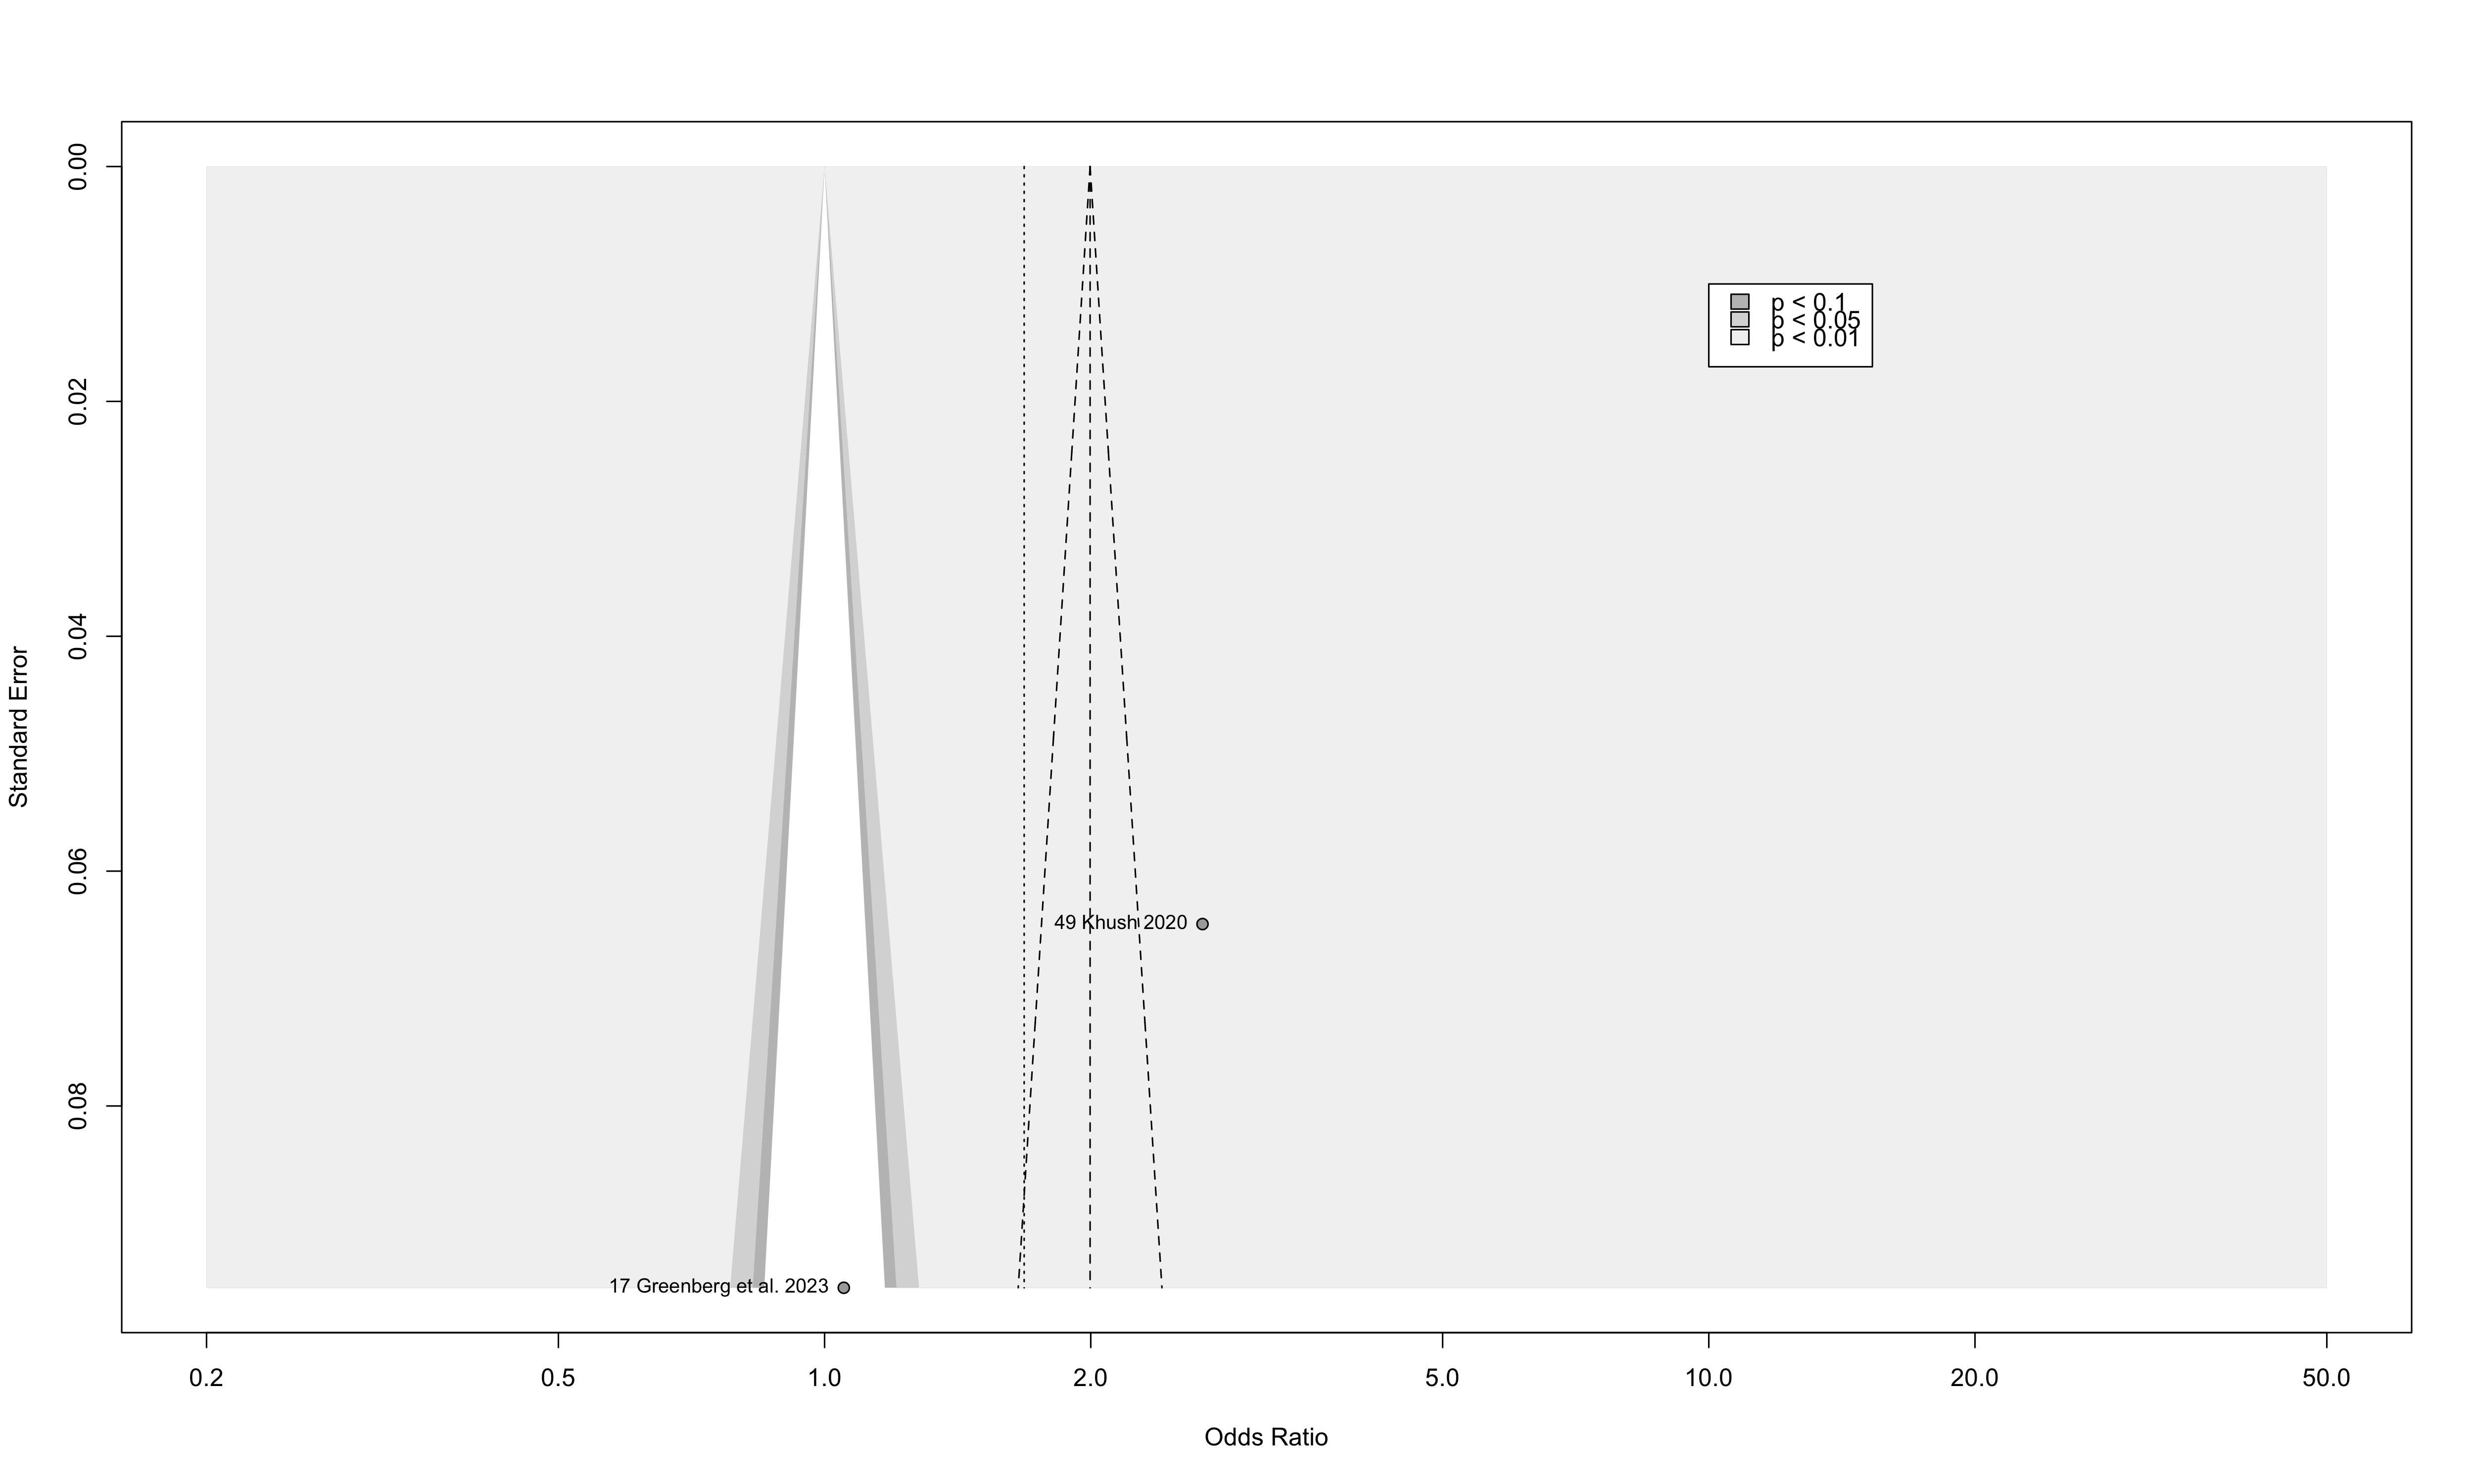 0.00
0.02
0.04
0.06
0.08
Standard Error
p < 0.1
p < 0.05
p < 0.01
49 Khush 2020
17 Greenberg et al. 2023
0.2 0.5 1.0 2.0 5.0 10.0 20.0 50.0
Odds Ratio